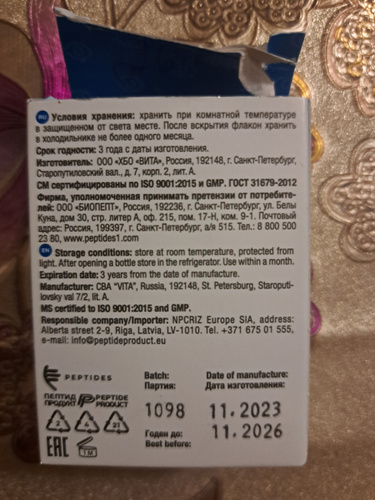 RU Условия хранения: хранить при комнатной температуре
в защищенном от света месте. После вскрытия флакон хранить
в холодильнике не более одного месяца.
Срок годности: 3 года с даты изготовления.
Изготовитель: ООО «ХБО «ВИТА», Россия, 192148, г. Санкт-Петербург,
Старопутиловский вал., д.7, корп. 2, лит. А.
СМ сертифицированы по ISO 9001:2015 и GMP. ГОСТ 31679-2012
Фирма, уполномоченная принимать претензии от потребите-
лей: ООО «БИОПЕПТ», Россия, 192236, г. Санкт-Петербург, ул. Белы
Куна, дом 30, стр. литер А, оф. 215, пом. 17-Н, ком. 9-1. Почтовый
адрес: Россия, 199397, г. Санкт-Петербург, а/я 515. Тел.: 8 800 500
23 80, www.peptides1.com
EN Storage conditions: store at room temperature, protected from
light. After opening a bottle store in the refrigerator. Use within a month.
Expiration date: 3 years from the date of manufacture.
Manufacturer: CBA "VITA", Russia, 192148, St. Petersburg, Staroputi-
lovsky val 7/2, lit. A.
MS certified to ISO 9001:2015 and GMP.
Responsible company/Importer: NPCRIZ Europe SIA, address:
Alberta street 2-9, Riga, Latvia, LV-1010. Tel. +371 675 01 555,
e-mail: info@peptideproduct.eu
PEPTIDES
ПЕПТИД ПРОДУКТ PEPTIDE PRODUCT
EAC
Batch: Date of manufacture:
Партия: Дата изготовления:
1098 11.2023
Годен до: 11.2026
Best before: